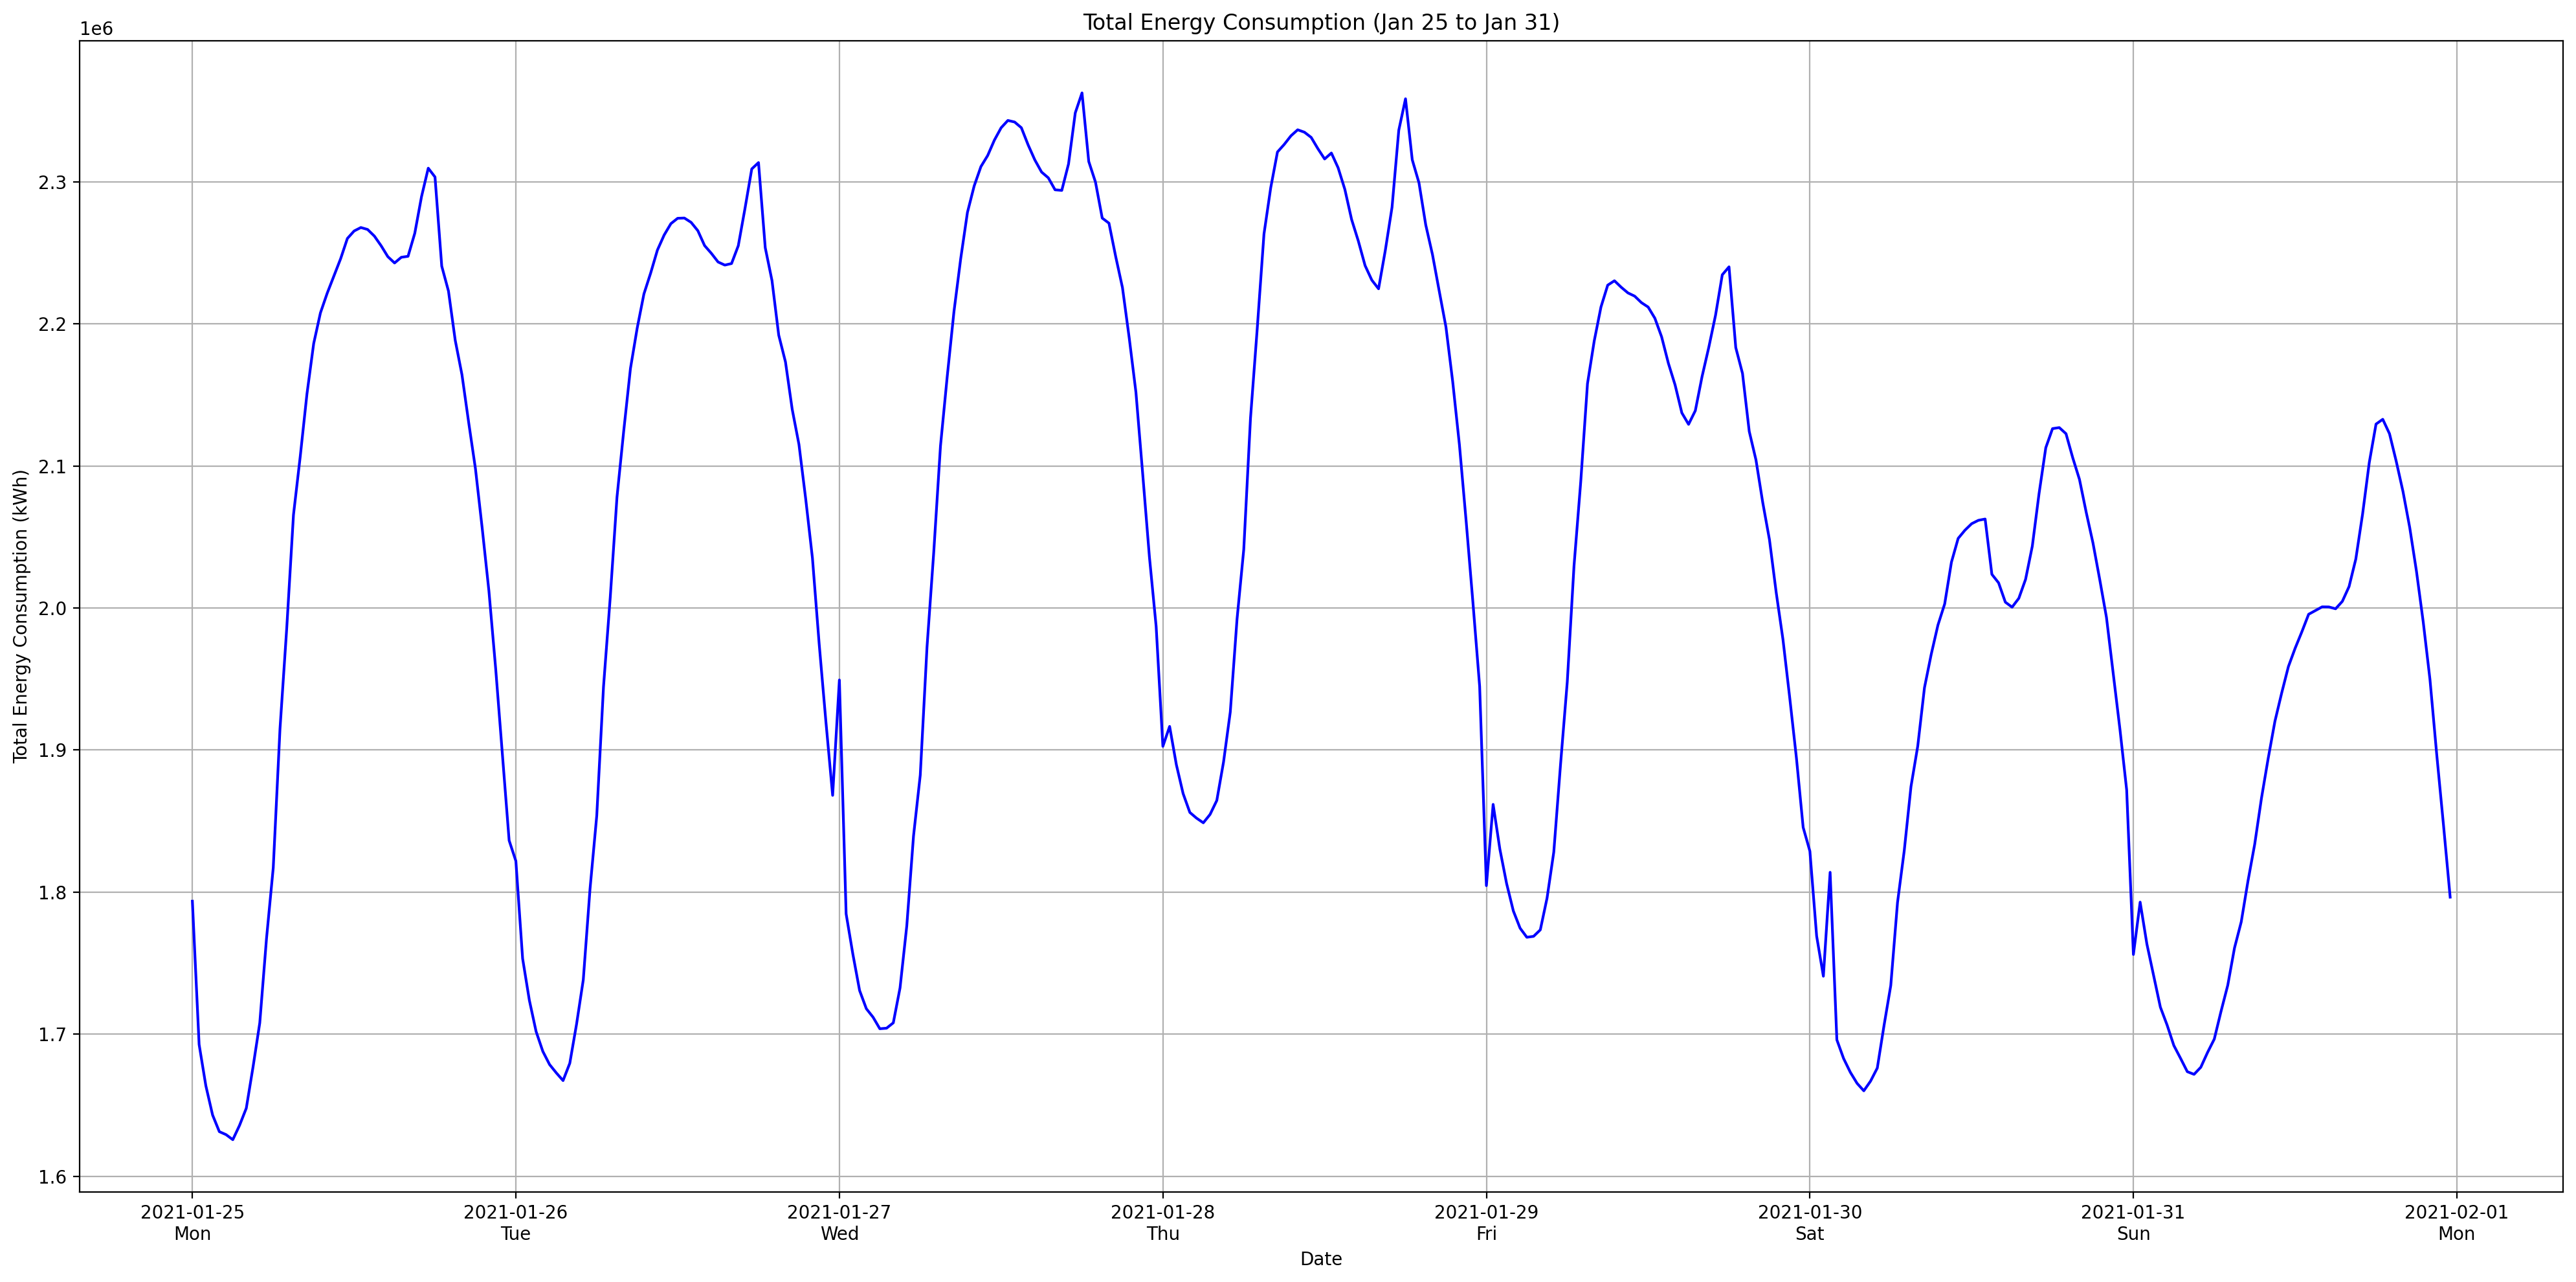 Total Energy Consumption (Jan 25 to Jan 31)
1e6
Total Energy Consumption (kWh)
2.3
2.2
2.1
2.0
1.9
1.8
1.7
1.6
2021-01-25
Mon
2021-01-26
Tue
2021-01-27
Wed
2021-01-28
Thu
2021-01-29
Fri
2021-01-30
Sat
2021-01-31
Sun
2021-02-01
Mon
Date